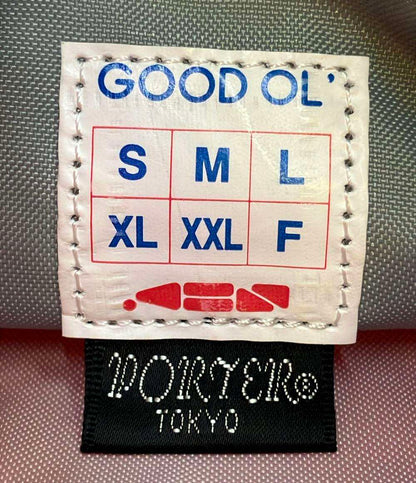 GOOD OL'
S M L
XL XXL F
PORTER®
TOKYO